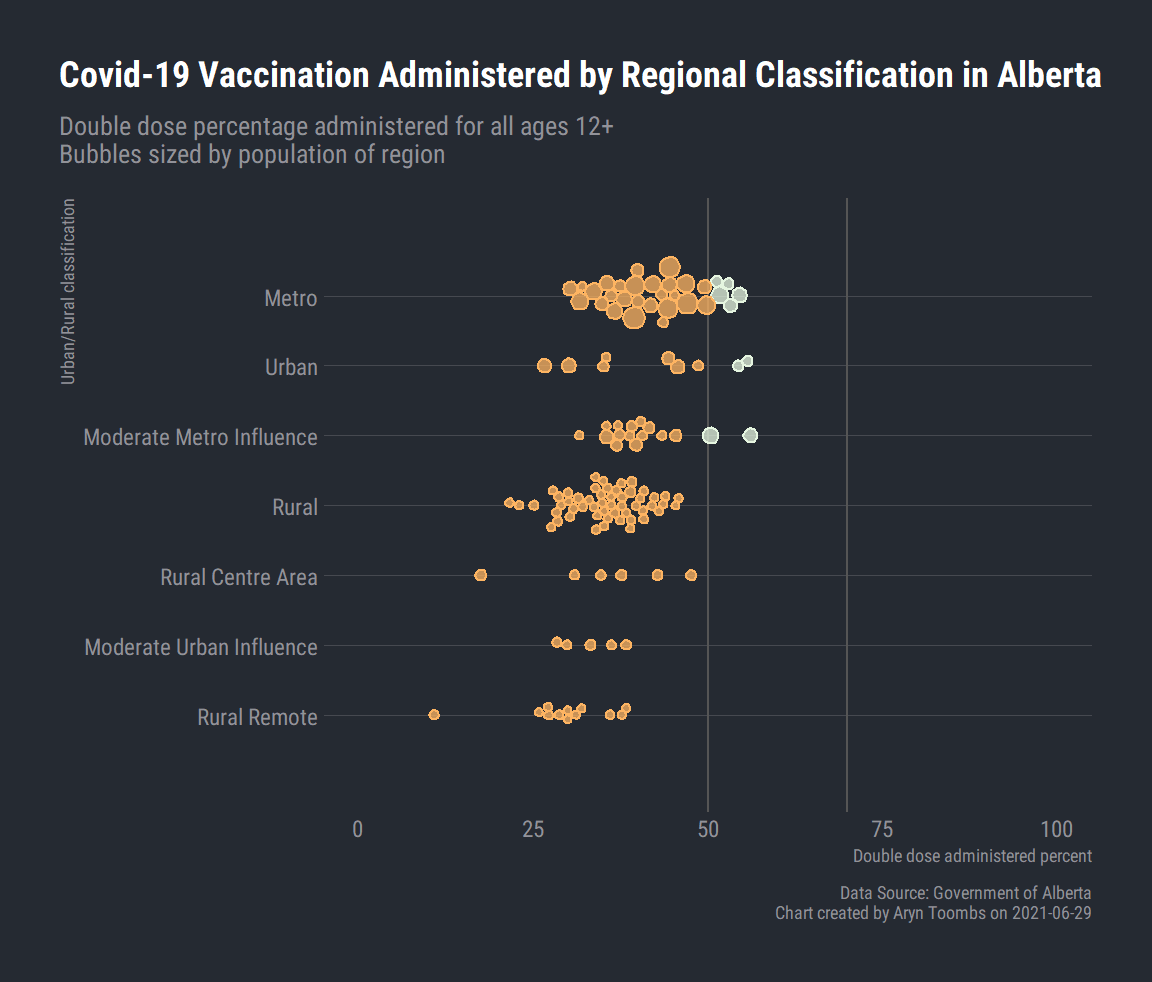 Covid-19 Vaccination Administered by Regional Classification in Alberta
Double dose percentage administered for all ages 12+
Bubbles sized by population of region
Urban/Rural classification
Metro
Urban
Moderate Metro Influence
Rural
Rural Centre Area
Moderate Urban Influence
Rural Remote
0 25 50 75 100
Double dose administered percent
Data Source: Government of Alberta
Chart created by Aryn Toombs on 2021-06-29